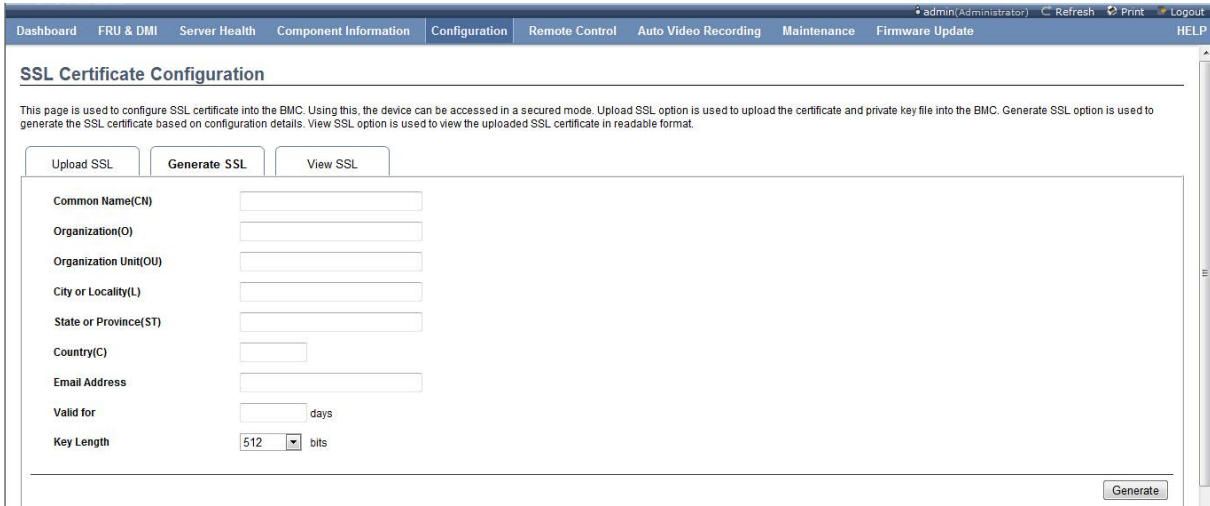 admin(Administrator) Refresh Print Logout
Dashboard FRU & DMI Server Health Component Information Configuration Remote Control Auto Video Recording Maintenance Firmware Update HELP
SSL Certificate Configuration
This page is used to configure SSL certificate into the BMC. Using this, the device can be accessed in a secured mode. Upload SSL option is used to upload the certificate and private key file into the BMC. Generate SSL option is used to
generate the SSL certificate based on configuration details. View SSL option is used to view the uploaded SSL certificate in readable format.
Upload SSL Generate SSL View SSL
Common Name(CN)
Organization(O)
Organization Unit(OU)
City or Locality(L)
State or Province(ST)
Country(C)
Email Address
Valid for days
Key Length 512 bits
Generate